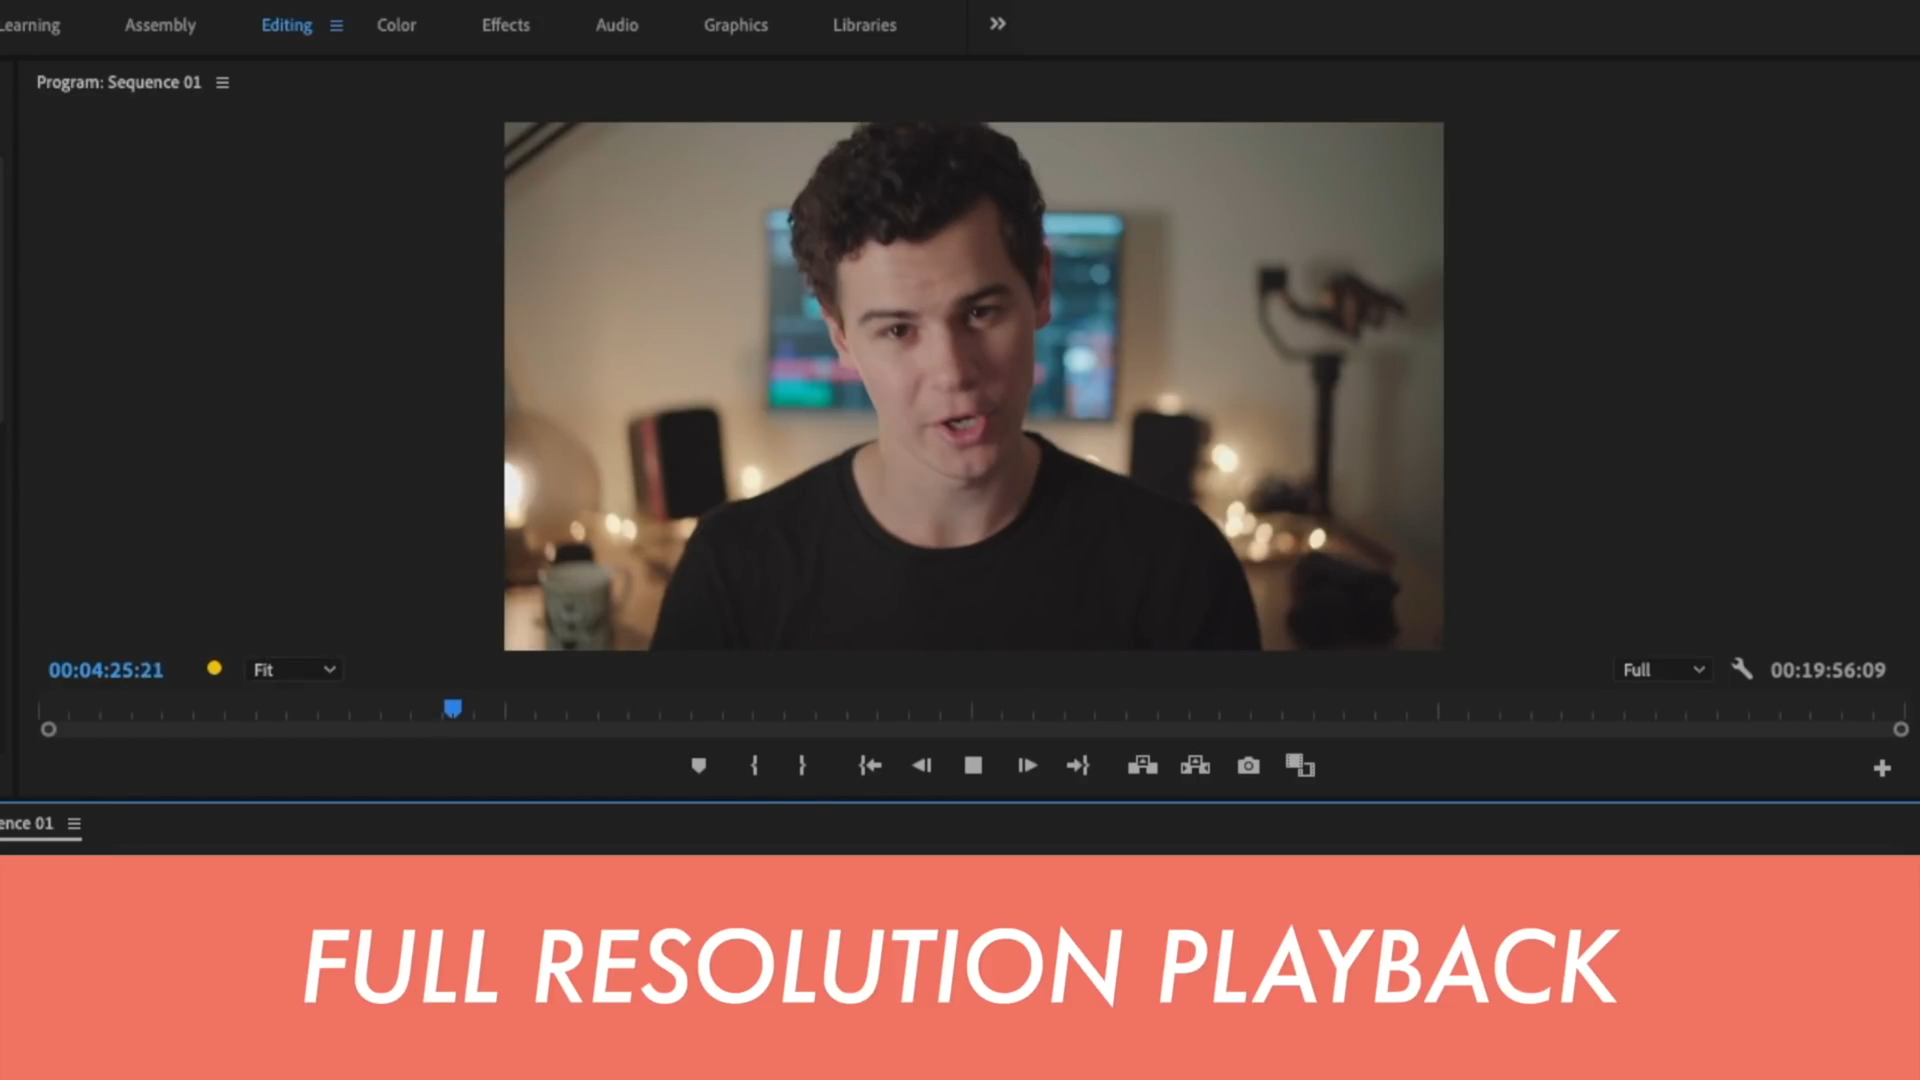 Learning Assembly Editing Color Effects Audio Graphics Libraries
Program: Sequence 01
00:04:25:21 Fit Full 00:19:56:09
ence 01
FULL RESOLUTION PLAYBACK